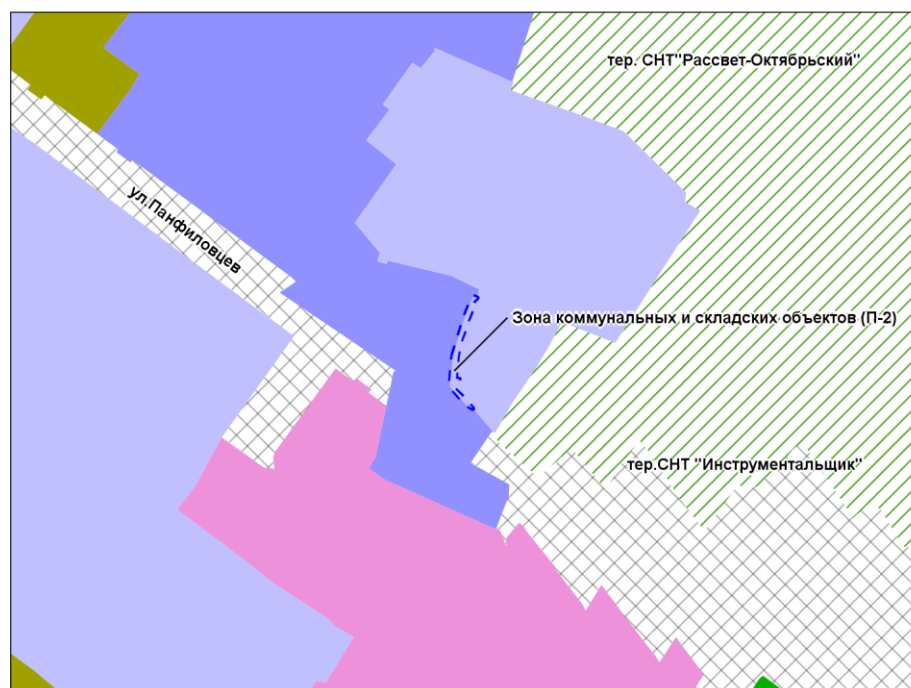 тер. СНТ"Рассвет-Октябрьский"
ул.Панфиловцев
Зона коммунальных и складских объектов (П-2)
тер.СНТ "Инструментальщик"